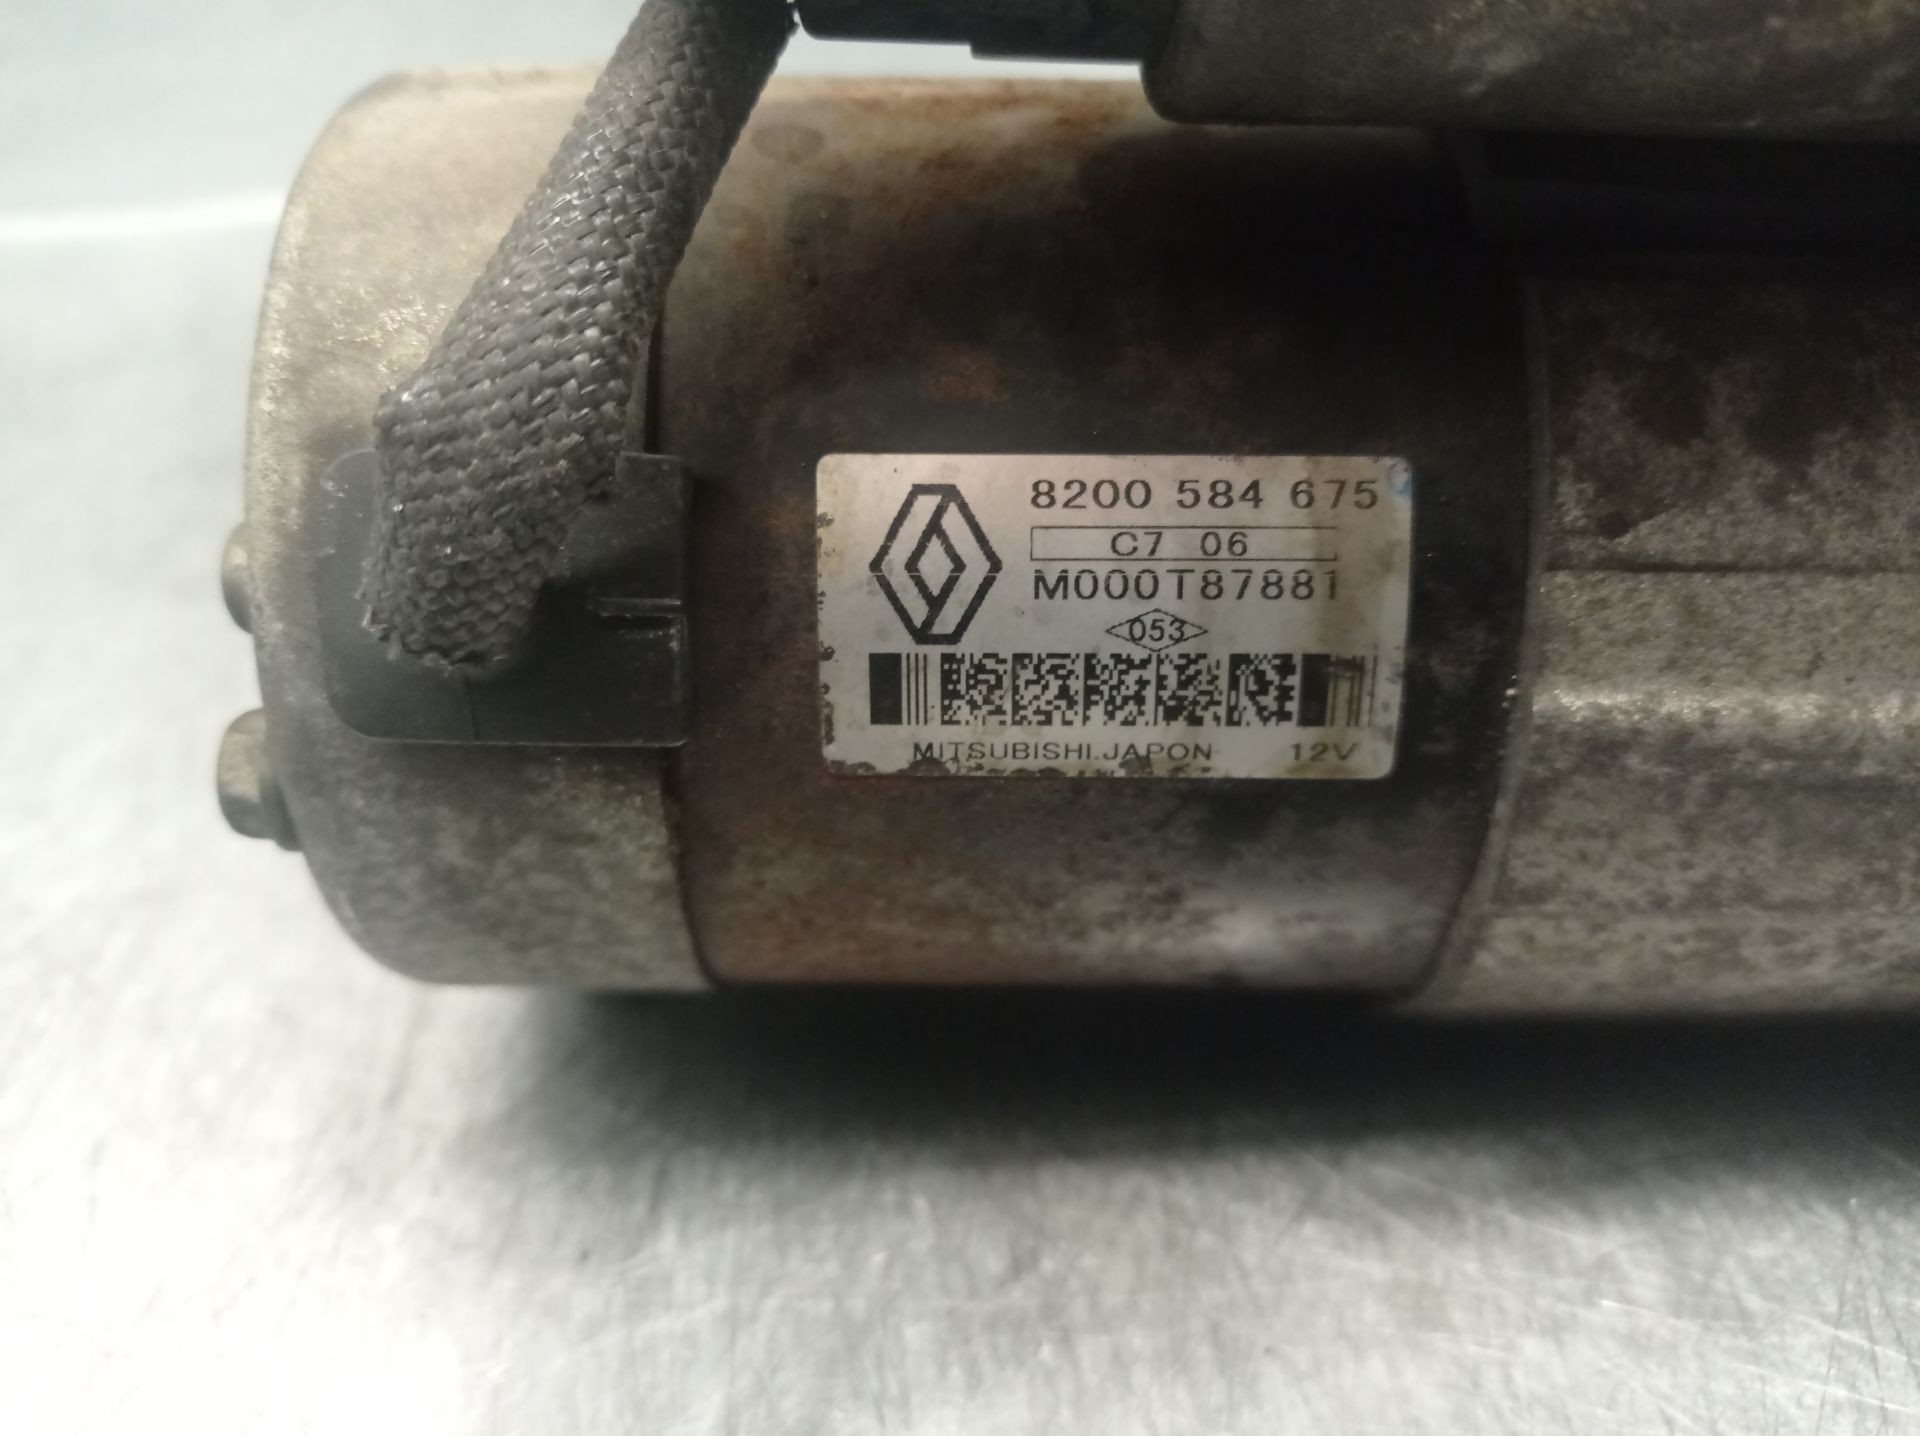 8200 584 675
C7 06
M000T87881
053
MITSUBISHI.JAPON 12V